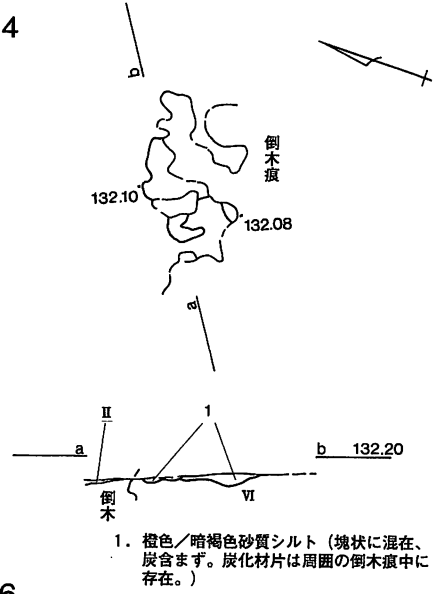 4
b
倒木痕
132.10
132.08
a
II
1
a
b 132.20
倒木
VI
1. 橙色／暗褐色砂質シルト（塊状に混在、
炭含まず。炭化材片は周囲の倒木痕中に
存在。）